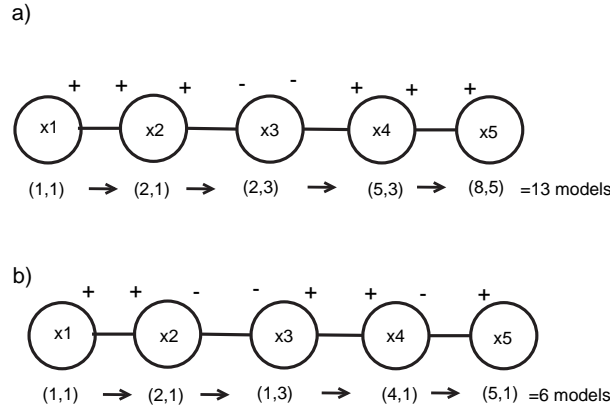 a)
+ + + - - + + +
x1 x2 x3 x4 x5
(1,1) → (2,1) → (2,3) → (5,3) → (8,5) =13 models
b)
+ + - - + + - +
x1 x2 x3 x4 x5
(1,1) → (2,1) → (1,3) → (4,1) → (5,1) =6 models